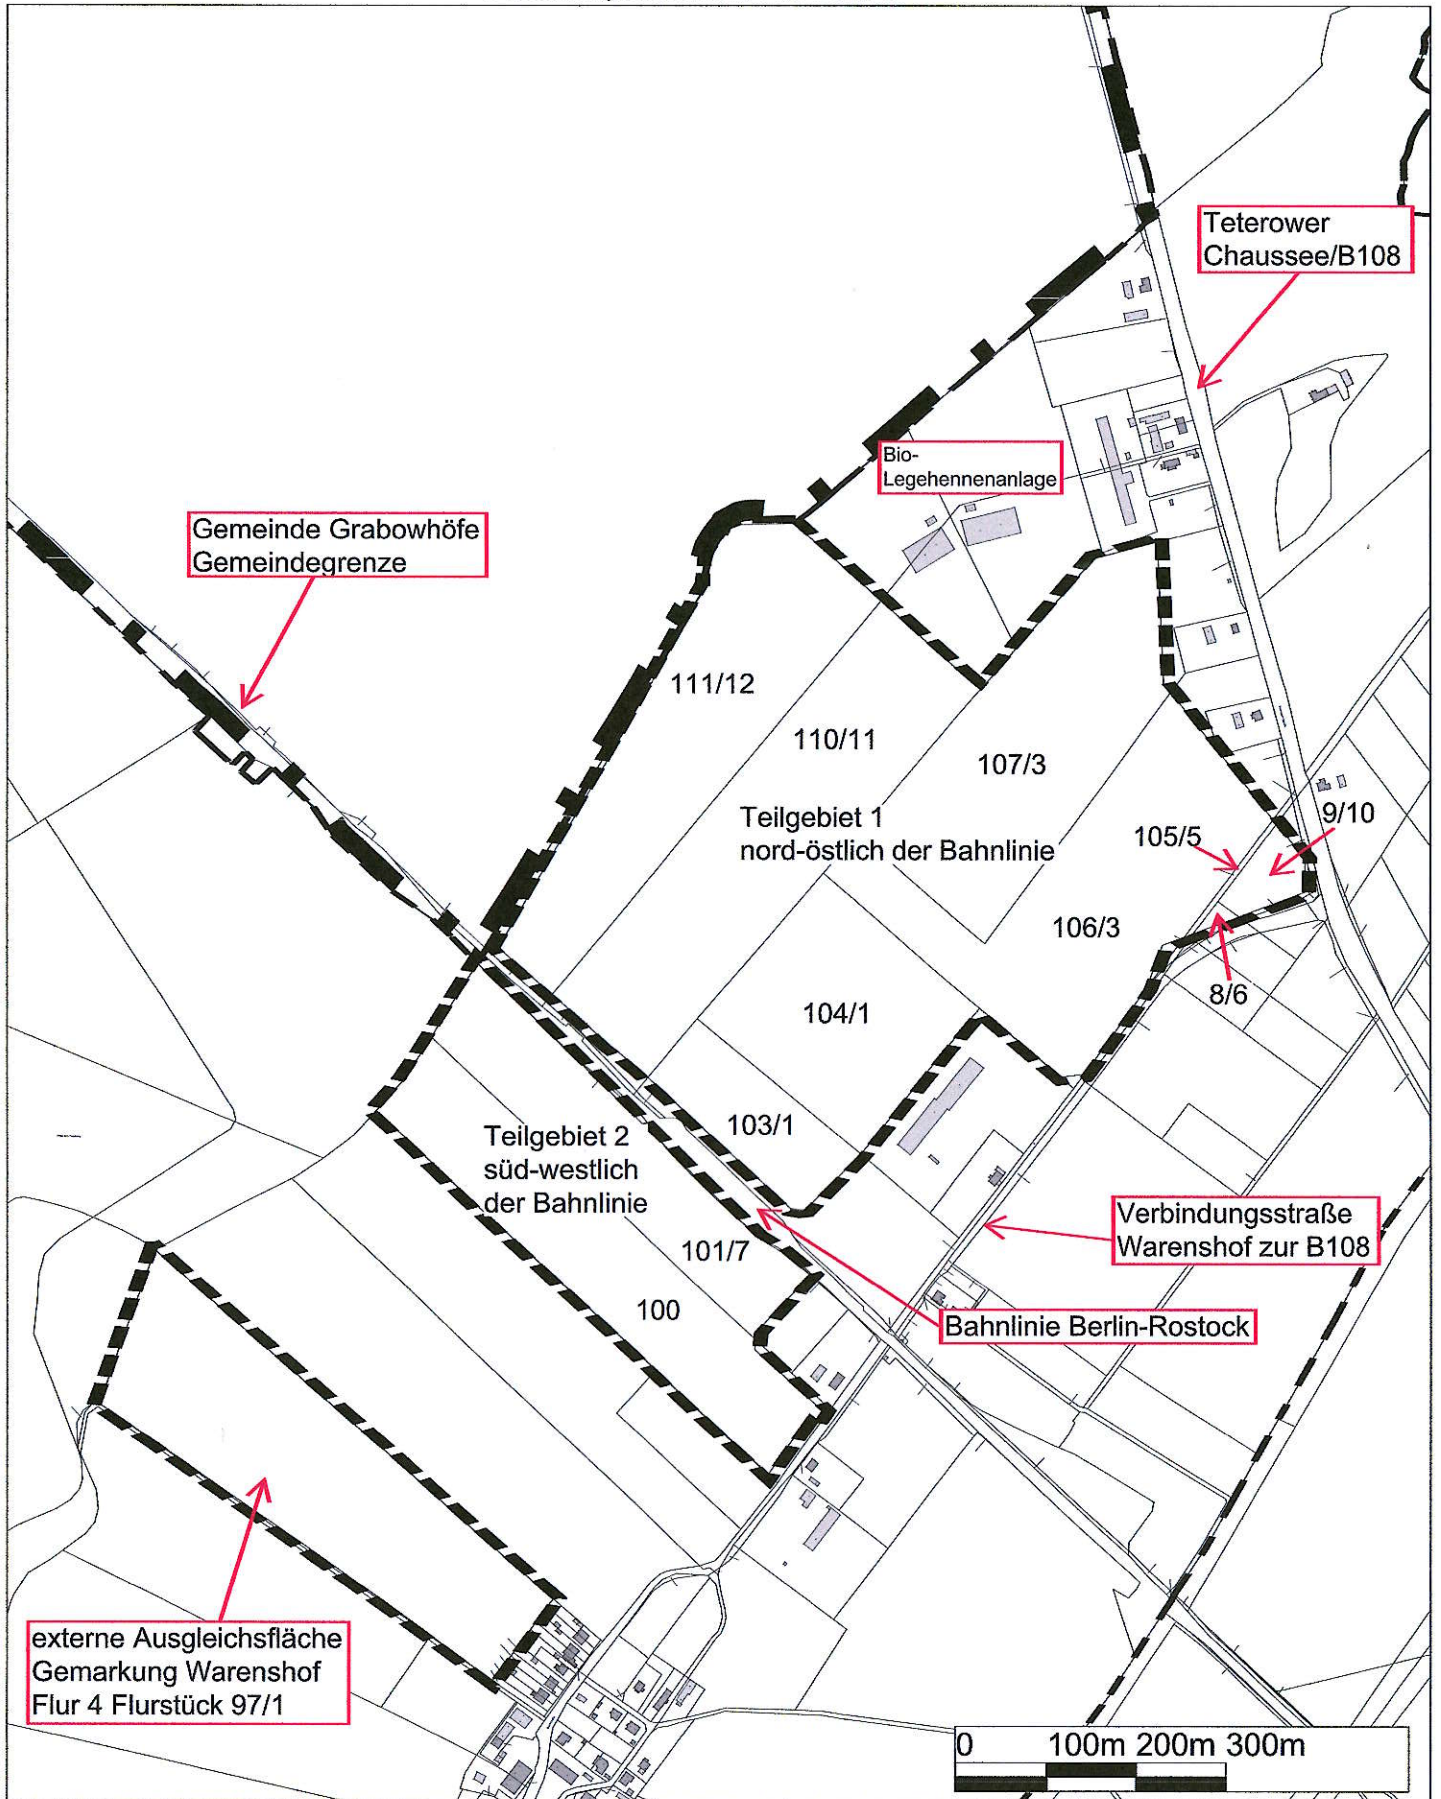 Teterower
Chaussee/B108
Bio-
Legehennenanlage
Gemeinde Grabowhöfe
Gemeindegrenze
111/12
110/11
107/3
Teilgebiet 1
nord-östlich der Bahnlinie
9/10
105/5
106/3
8/6
104/1
103/1
Teilgebiet 2
süd-westlich
der Bahnlinie
101/7
100
Verbindungsstraße
Warenshof zur B108
Bahnlinie Berlin-Rostock
externe Ausgleichsfläche
Gemarkung Warenshof
Flur 4 Flurstück 97/1
0 100m 200m 300m